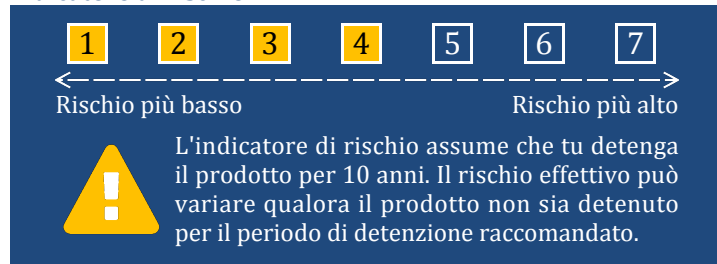 1 2 3 4 5 6 7
Rischio più basso Rischio più alto
L'indicatore di rischio assume che tu detenga
il prodotto per 10 anni. Il rischio effettivo può
variare qualora il prodotto non sia detenuto
per il periodo di detenzione raccomandato.